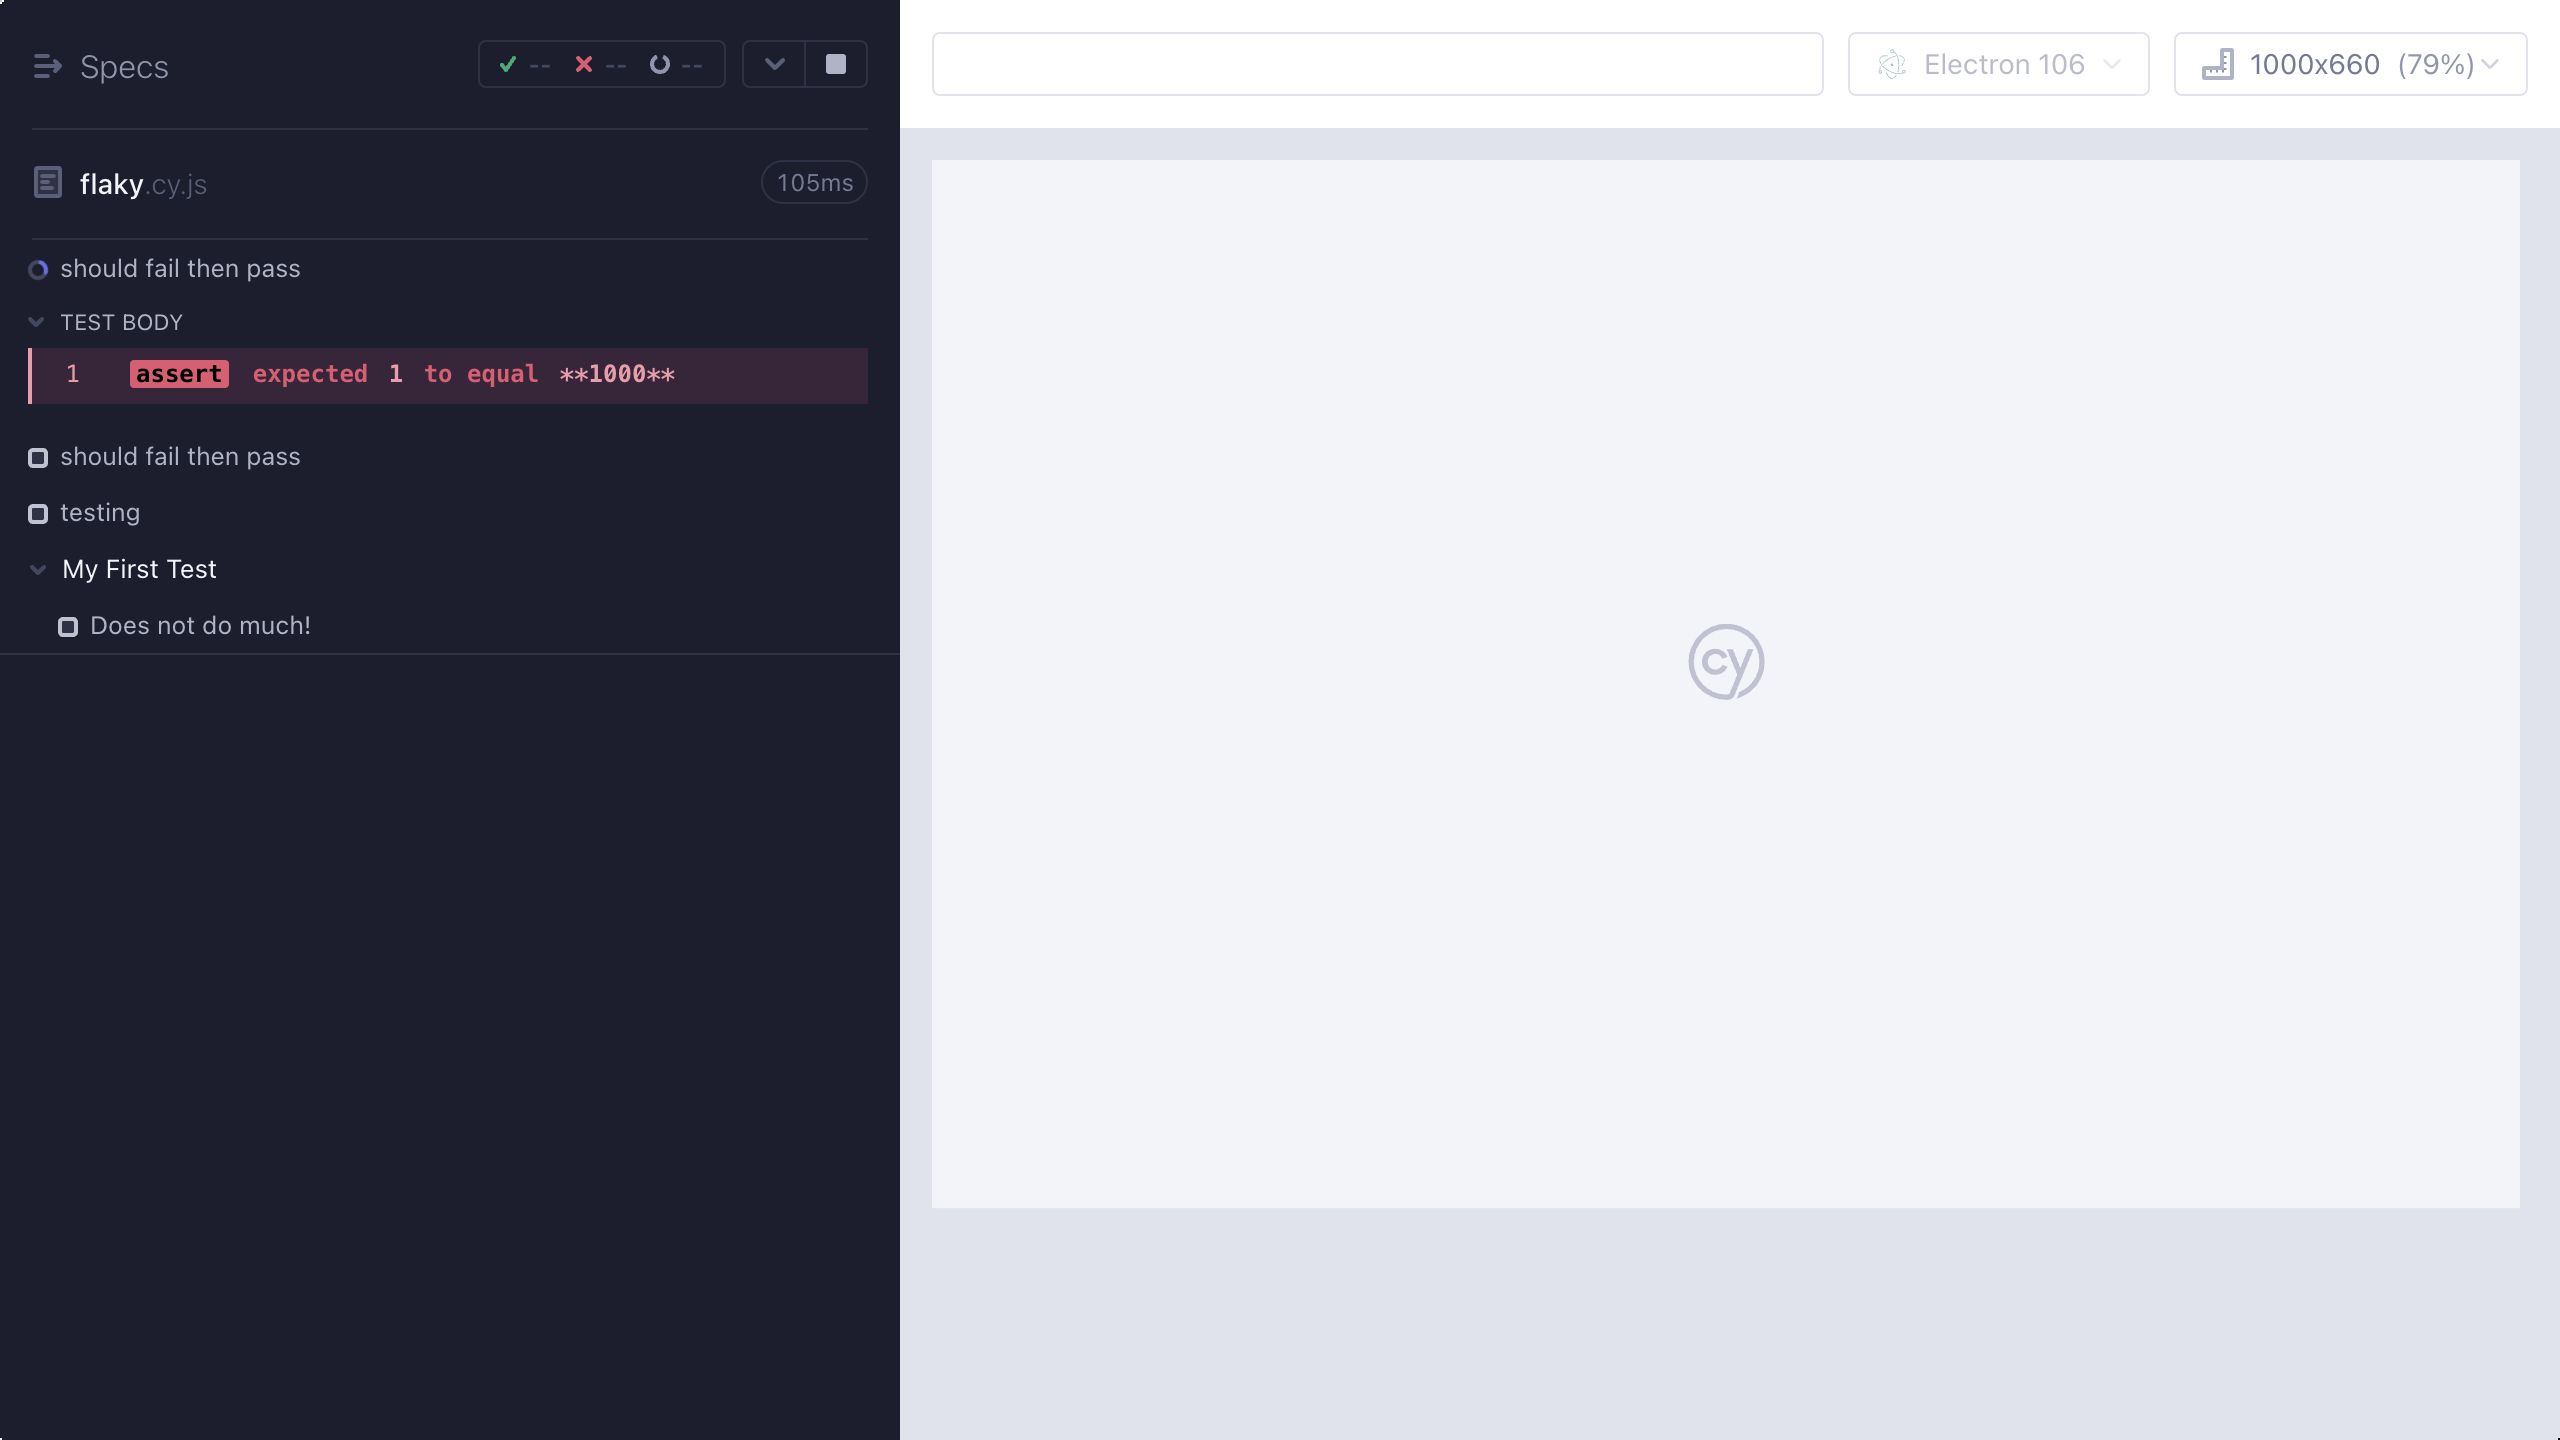 Specs
-- -- --
Electron 106
1000x660 (79%)
flaky.cy.js
105ms
should fail then pass
TEST BODY
1 assert expected 1 to equal **1000**
should fail then pass
testing
My First Test
Does not do much!
cy